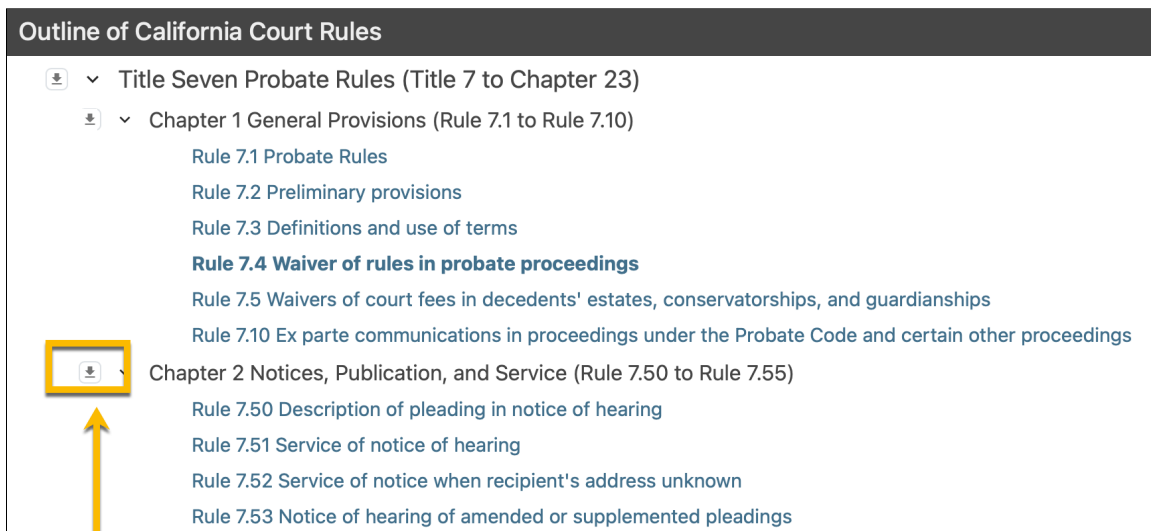 Outline of California Court Rules
Title Seven Probate Rules (Title 7 to Chapter 23)
Chapter 1 General Provisions (Rule 7.1 to Rule 7.10)
Rule 7.1 Probate Rules
Rule 7.2 Preliminary provisions
Rule 7.3 Definitions and use of terms
Rule 7.4 Waiver of rules in probate proceedings
Rule 7.5 Waivers of court fees in decedents' estates, conservatorships, and guardianships
Rule 7.10 Ex parte communications in proceedings under the Probate Code and certain other proceedings
Chapter 2 Notices, Publication, and Service (Rule 7.50 to Rule 7.55)
Rule 7.50 Description of pleading in notice of hearing
Rule 7.51 Service of notice of hearing
Rule 7.52 Service of notice when recipient's address unknown
Rule 7.53 Notice of hearing of amended or supplemented pleadings